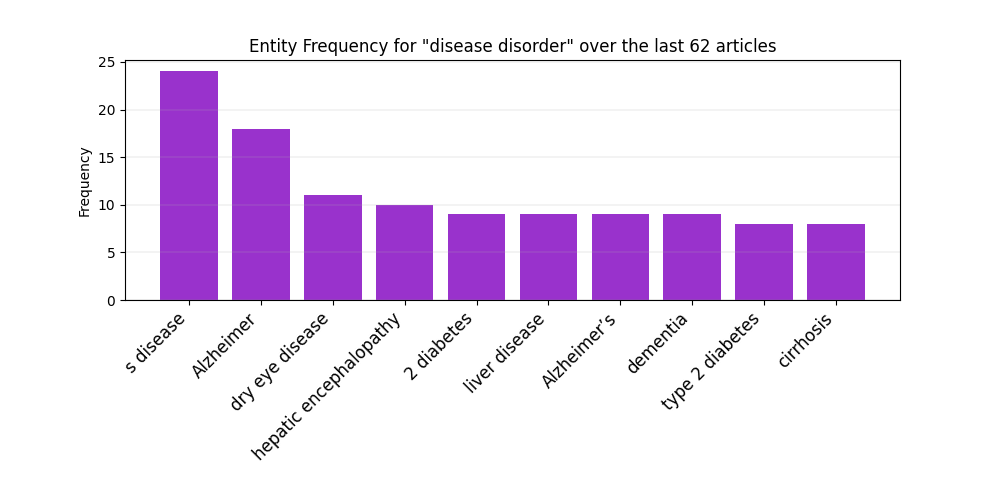 Entity Frequency for "disease disorder" over the last 62 articles
Frequency
25
20
15
10
5
0
s disease
Alzheimer
dry eye disease
hepatic encephalopathy
2 diabetes
liver disease
Alzheimer’s
dementia
type 2 diabetes
cirrhosis